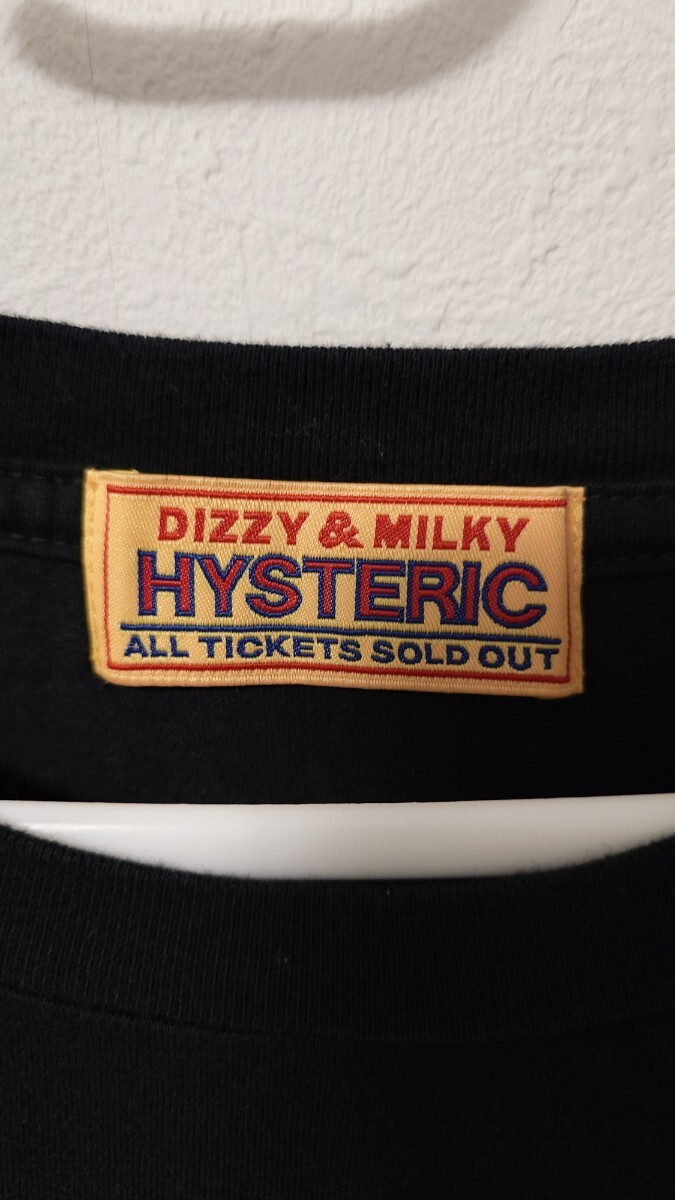 DIZZY & MILKY
HYSTERIC
ALL TICKETS SOLD OUT